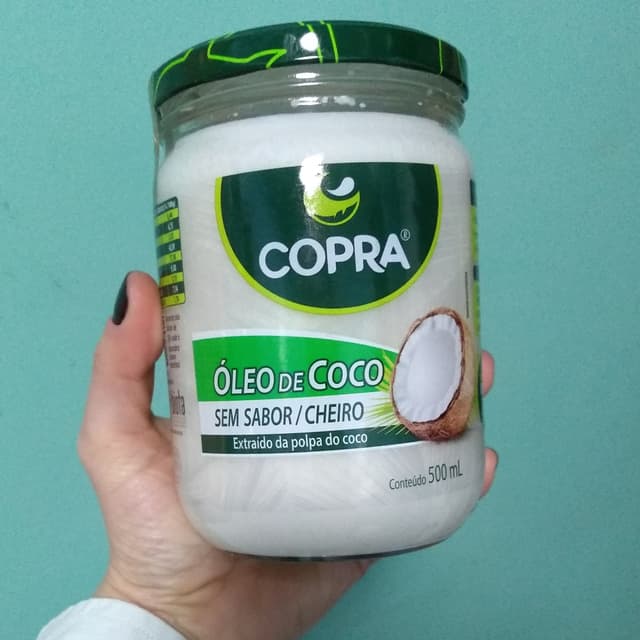 COPRA®
ÓLEO DE COCO
SEM SABOR / CHEIRO
Extraído da polpa do coco
Conteúdo 500 mL